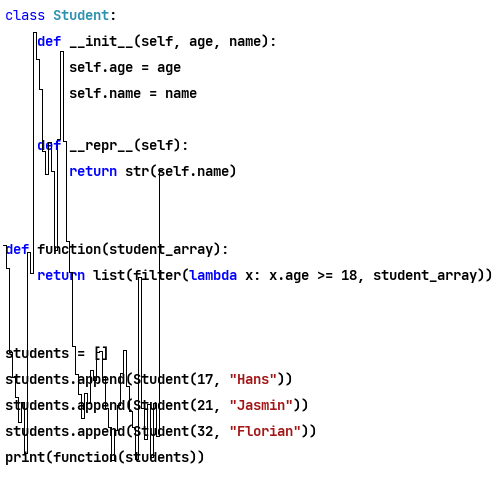 class Student:
    def __init__(self, age, name):
        self.age = age
        self.name = name

    def __repr__(self):
        return str(self.name)


def function(student_array):
    return list(filter(lambda x: x.age >= 18, student_array))


students = []
students.append(Student(17, "Hans"))
students.append(Student(21, "Jasmin"))
students.append(Student(32, "Florian"))
print(function(students))